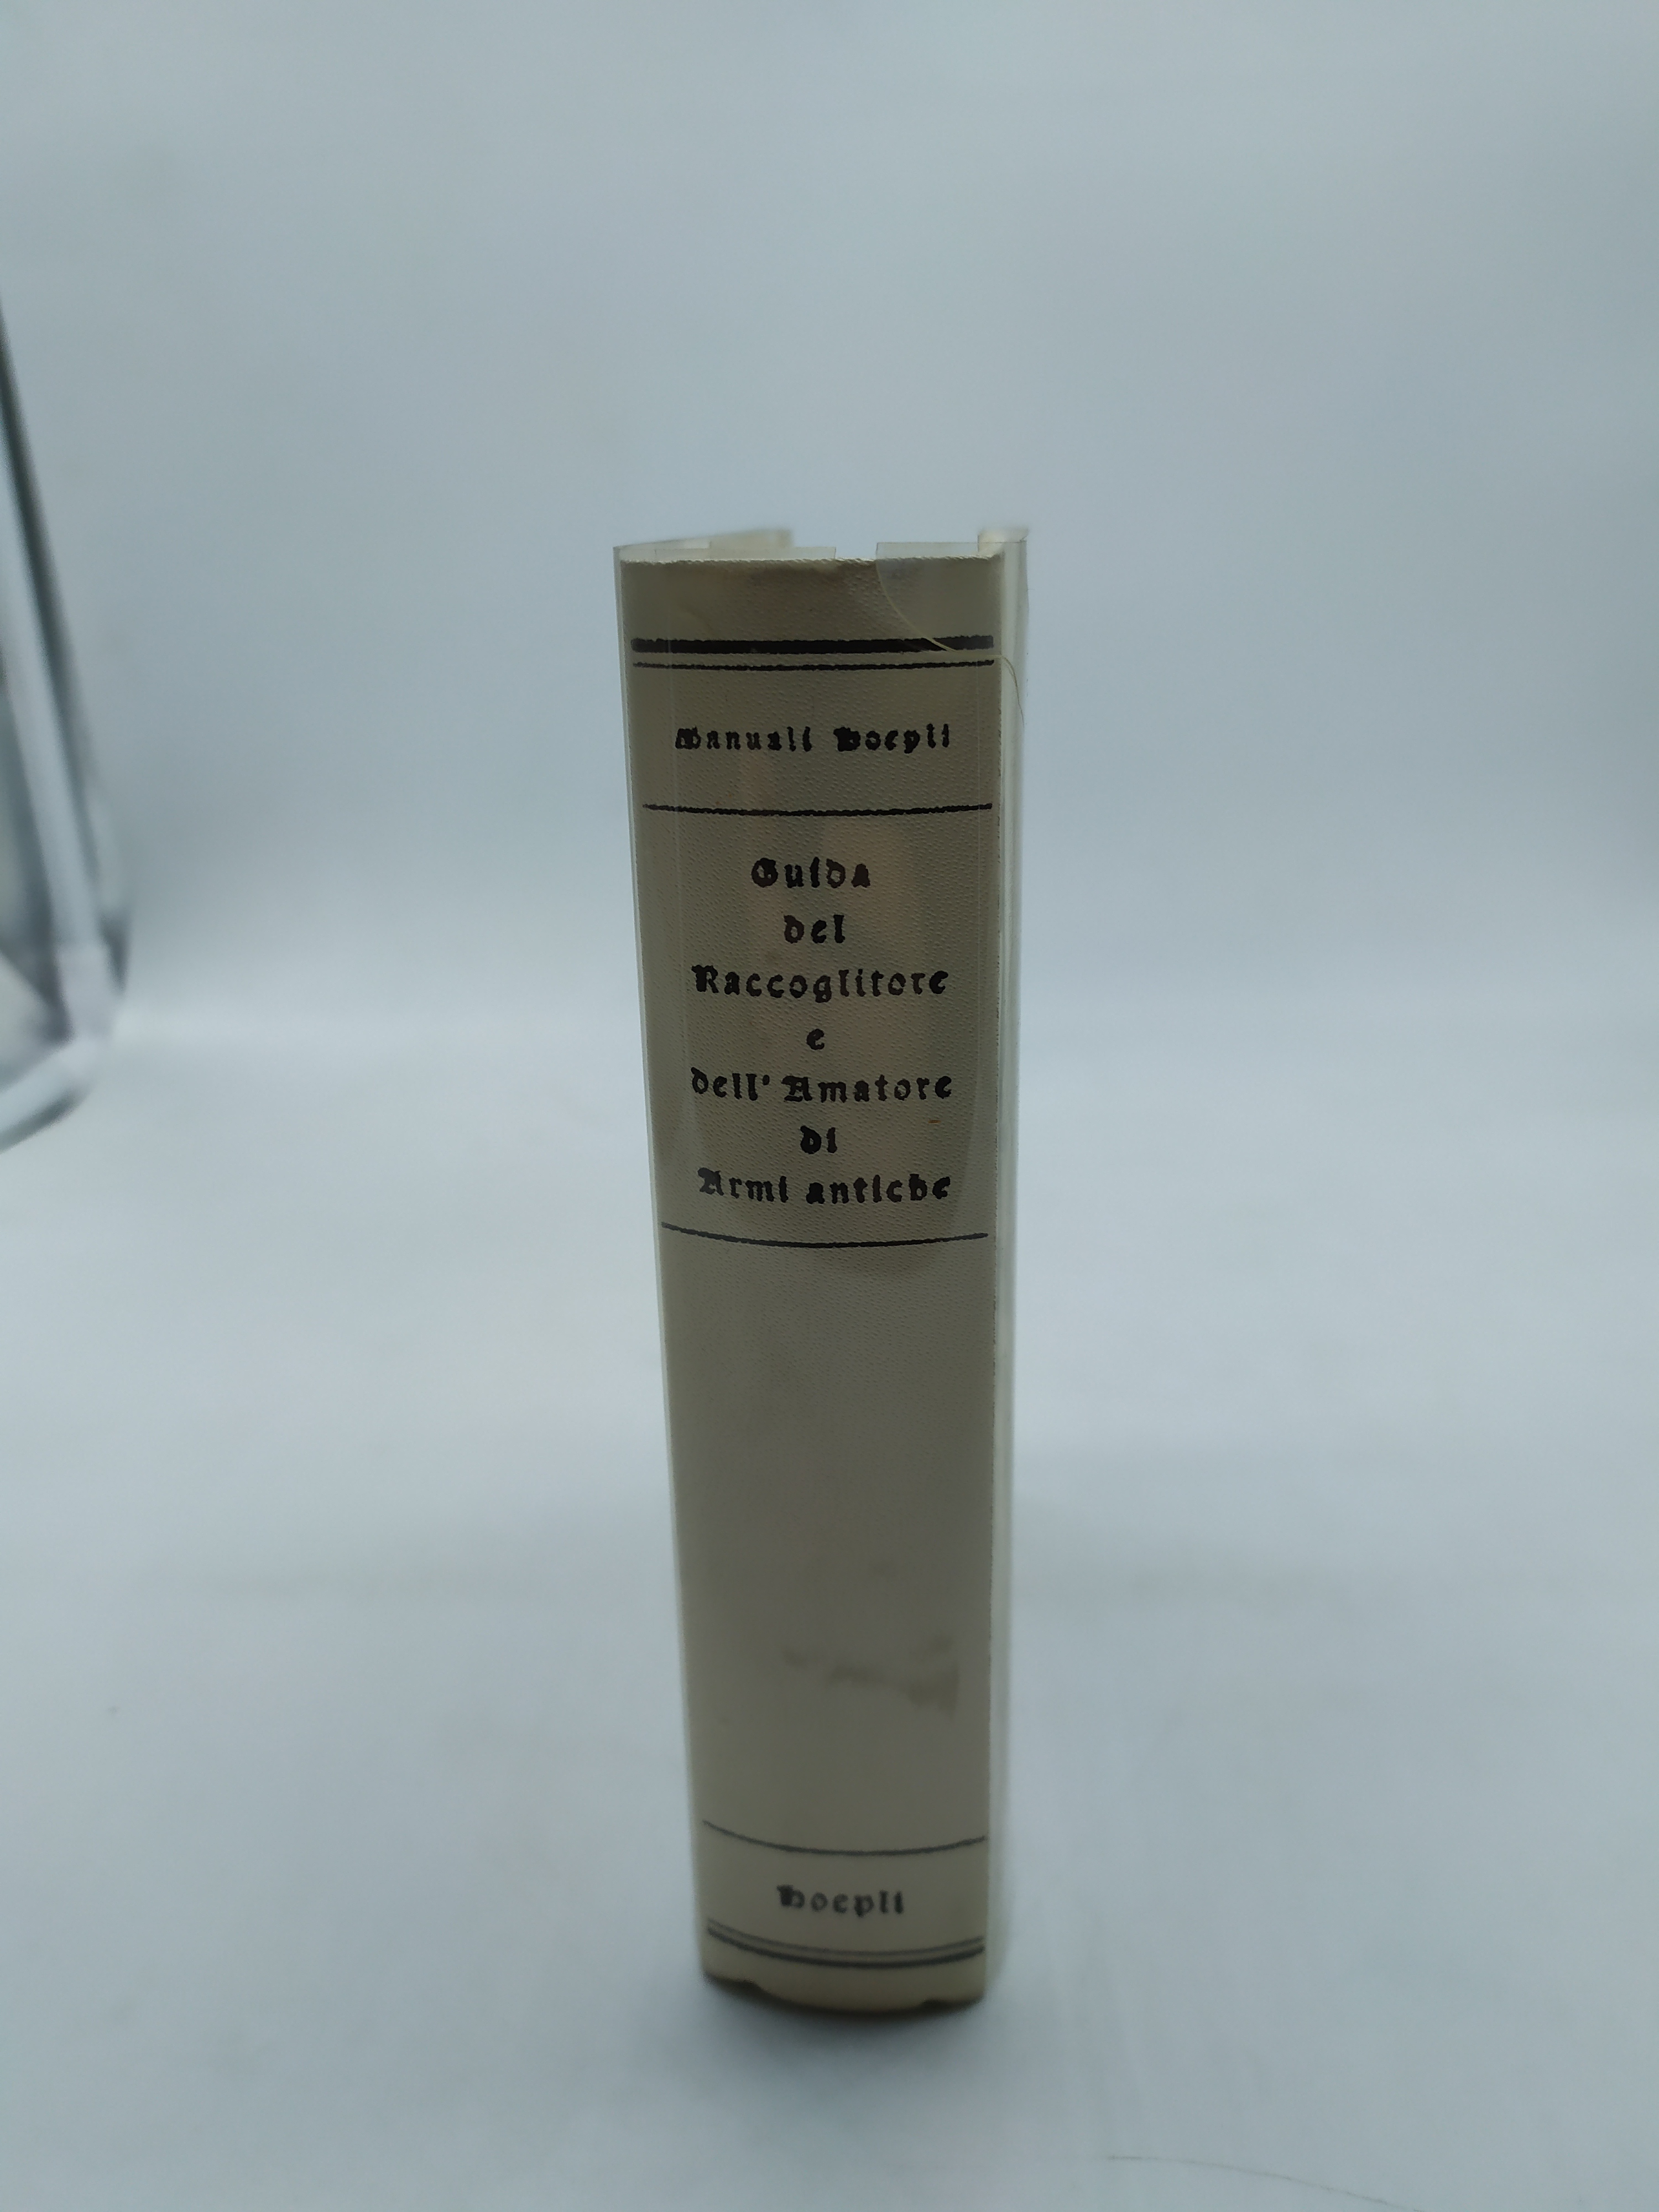 Manuali Hoepli
Guida
del
Raccoglitore
e
dell' Amatore
di
Armi antiche
Hoepli